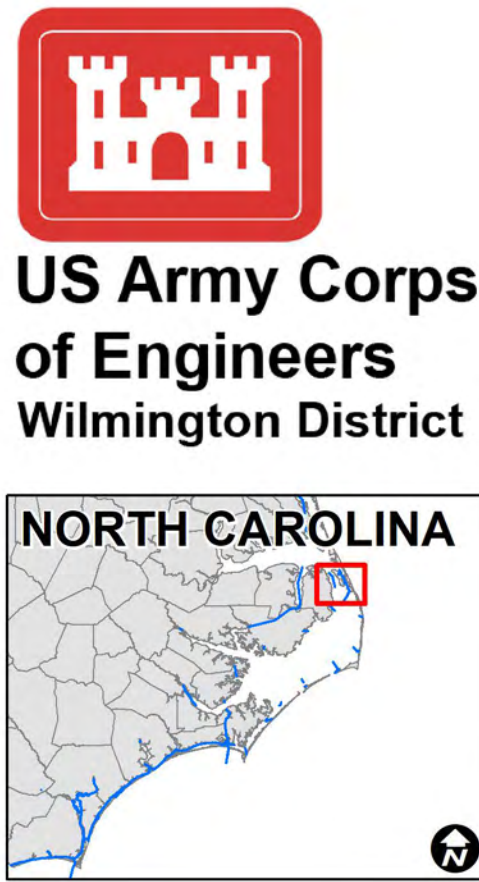 US Army Corps
of Engineers
Wilmington District
NORTH CAROLINA
N